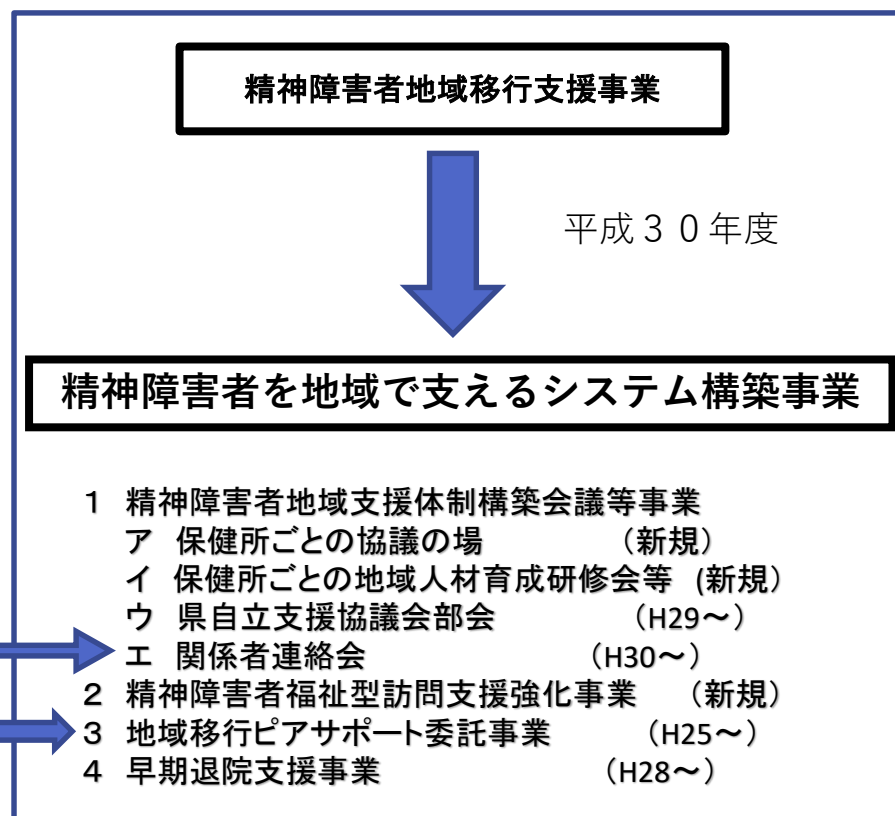 精神障害者地域移行支援事業
平成３０年度
精神障害者を地域で支えるシステム構築事業
１ 精神障害者地域支援体制構築会議等事業
ア 保健所ごとの協議の場 （新規）
イ 保健所ごとの地域人材育成研修会等 (新規）
ウ 県自立支援協議会部会 （H29～）
エ 関係者連絡会 （H30～）
２ 精神障害者福祉型訪問支援強化事業 （新規）
３ 地域移行ピアサポート委託事業 （H25～）
４ 早期退院支援事業 （H28～）